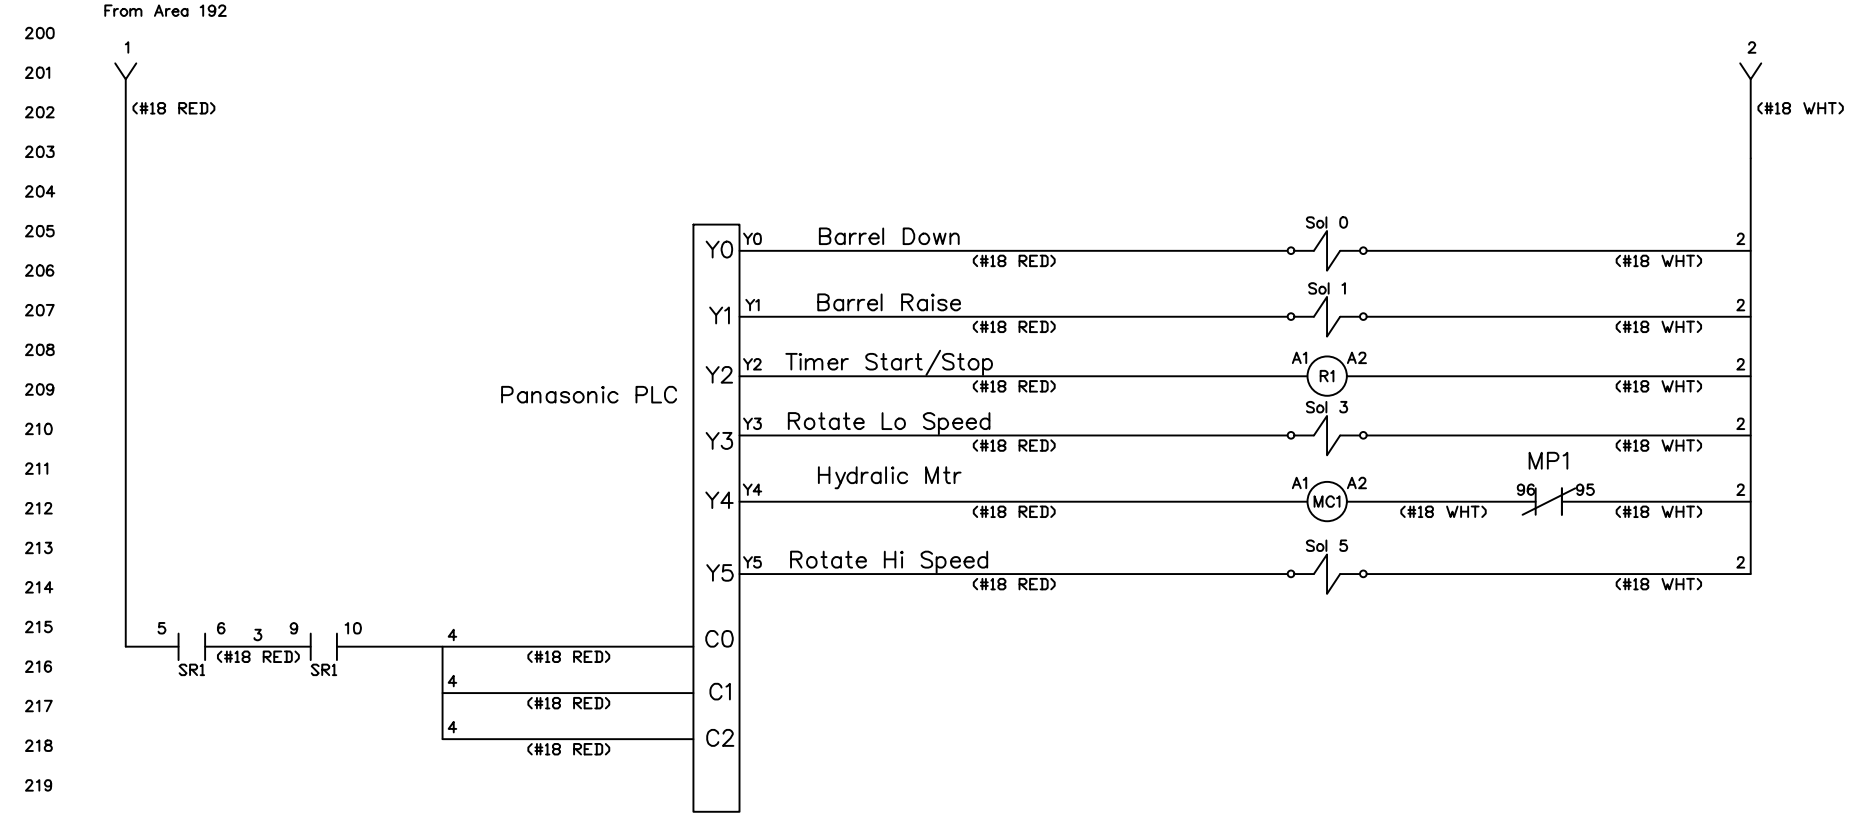 From Area 192
200
1
2
201
202
(#18 RED)
(#18 WHT)
203
204
205
Sol 0
Y0
Y0
Barrel Down
2
(#18 RED)
(#18 WHT)
206
Sol 1
207
Y1
Y1
Barrel Raise
2
(#18 RED)
(#18 WHT)
208
Y2
Y2
Timer Start/Stop
A1
R1
A2
2
209
(#18 RED)
(#18 WHT)
Panasonic PLC
Sol 3
210
Y3
Y3
Rotate Lo Speed
2
(#18 RED)
(#18 WHT)
211
MP1
Hydralic Mtr
Y4
Y4
A1
MC1
A2
96
95
2
212
(#18 RED)
(#18 WHT)
(#18 WHT)
213
Sol 5
Y5
Y5
Rotate Hi Speed
2
214
(#18 RED)
(#18 WHT)
215
5
6
3
9
10
4
C0
(#18 RED)
(#18 RED)
216
SR1
SR1
4
C1
217
(#18 RED)
4
C2
218
(#18 RED)
219